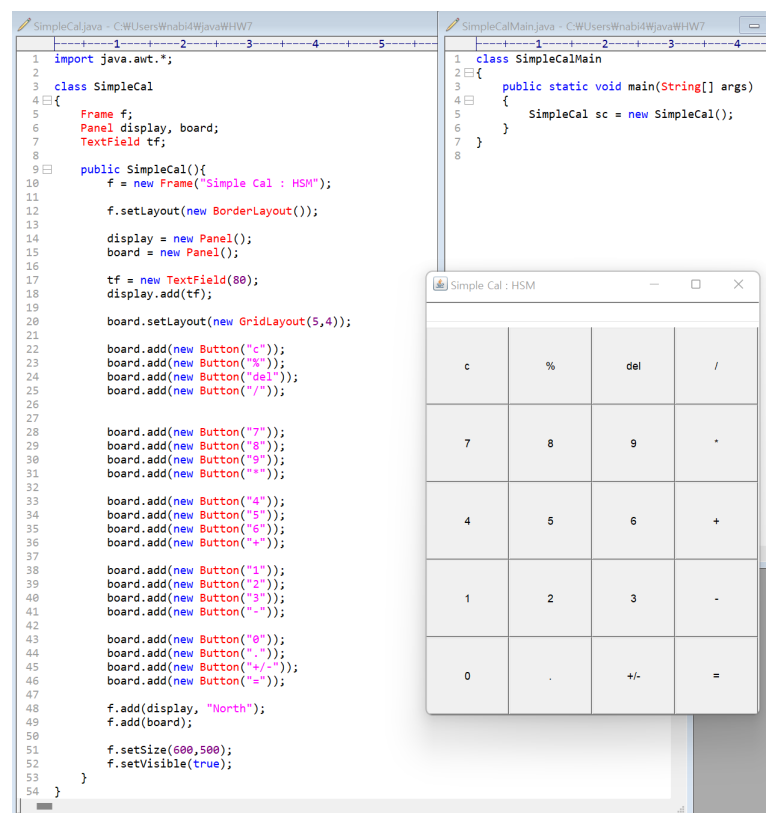 SimpleCal.java - C:₩Users₩nabi4₩java₩HW7
----+----1----+----2----+----3----+----4----+----5----+---
1 import java.awt.*;
2
3 class SimpleCal
4 {
5     Frame f;
6     Panel display, board;
7     TextField tf;
8
9     public SimpleCal(){
10         f = new Frame("Simple Cal : HSM");
11
12         f.setLayout(new BorderLayout());
13
14         display = new Panel();
15         board = new Panel();
16
17         tf = new TextField(80);
18         display.add(tf);
19
20         board.setLayout(new GridLayout(5,4));
21
22         board.add(new Button("c"));
23         board.add(new Button("%"));
24         board.add(new Button("del"));
25         board.add(new Button("/"));
26
27
28         board.add(new Button("7"));
29         board.add(new Button("8"));
30         board.add(new Button("9"));
31         board.add(new Button("*"));
32
33         board.add(new Button("4"));
34         board.add(new Button("5"));
35         board.add(new Button("6"));
36         board.add(new Button("+"));
37
38         board.add(new Button("1"));
39         board.add(new Button("2"));
40         board.add(new Button("3"));
41         board.add(new Button("-"));
42
43         board.add(new Button("0"));
44         board.add(new Button("."));
45         board.add(new Button("+/-"));
46         board.add(new Button("="));
47
48         f.add(display, "North");
49         f.add(board);
50
51         f.setSize(600,500);
52         f.setVisible(true);
53     }
54 }
SimpleCalMain.java - C:₩Users₩nabi4₩java₩HW7
----+----1----+----2----+----3----+----4----
1 class SimpleCalMain
2 {
3     public static void main(String[] args)
4     {
5         SimpleCal sc = new SimpleCal();
6     }
7 }
8
Simple Cal : HSM
c % del /
7 8 9 *
4 5 6 +
1 2 3 -
0 . +/- =